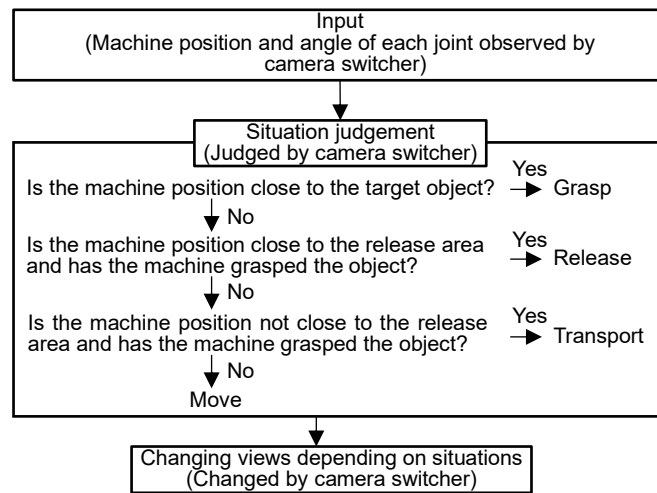 Input
(Machine position and angle of each joint observed by
camera switcher)
Situation judgement
(Judged by camera switcher)
Is the machine position close to the target object?
Yes
Grasp
No
Is the machine position close to the release area
and has the machine grasped the object?
Yes
Release
No
Is the machine position not close to the release
area and has the machine grasped the object?
Yes
Transport
No
Move
Changing views depending on situations
(Changed by camera switcher)